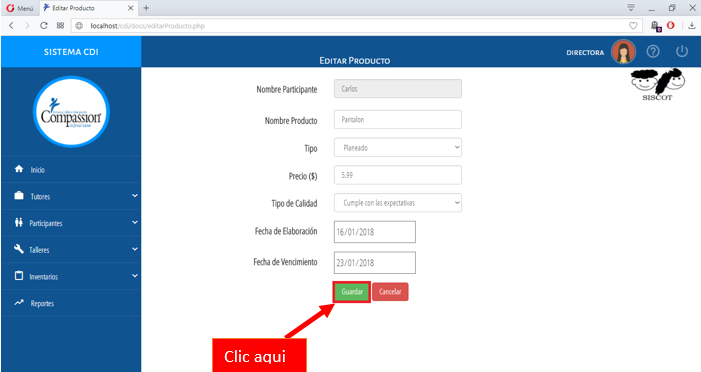 Menú
Editar Producto
localhost/cdi/docs/editarProducto.php
SISTEMA CDI
DIRECTORA
EDITAR PRODUCTO
SISCOT
Compassion
Nombre Participante
Carlos
Nombre Producto
Pantalon
Tipo
Planeado
Precio ($)
5.99
Tipo de Calidad
Cumple con las expectativas
Fecha de Elaboración
16/01/2018
Fecha de Vencimiento
23/01/2018
Guardar
Cancelar
Inicio
Tutores
Participantes
Talleres
Inventarios
Reportes
Clic aqui